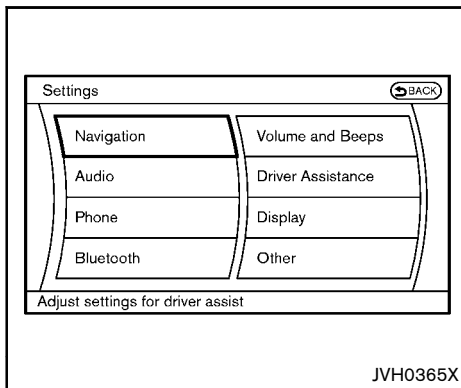 Settings
BACK
Navigation
Volume and Beeps
Audio
Driver Assistance
Phone
Display
Bluetooth
Other
Adjust settings for driver assist
JVH0365X